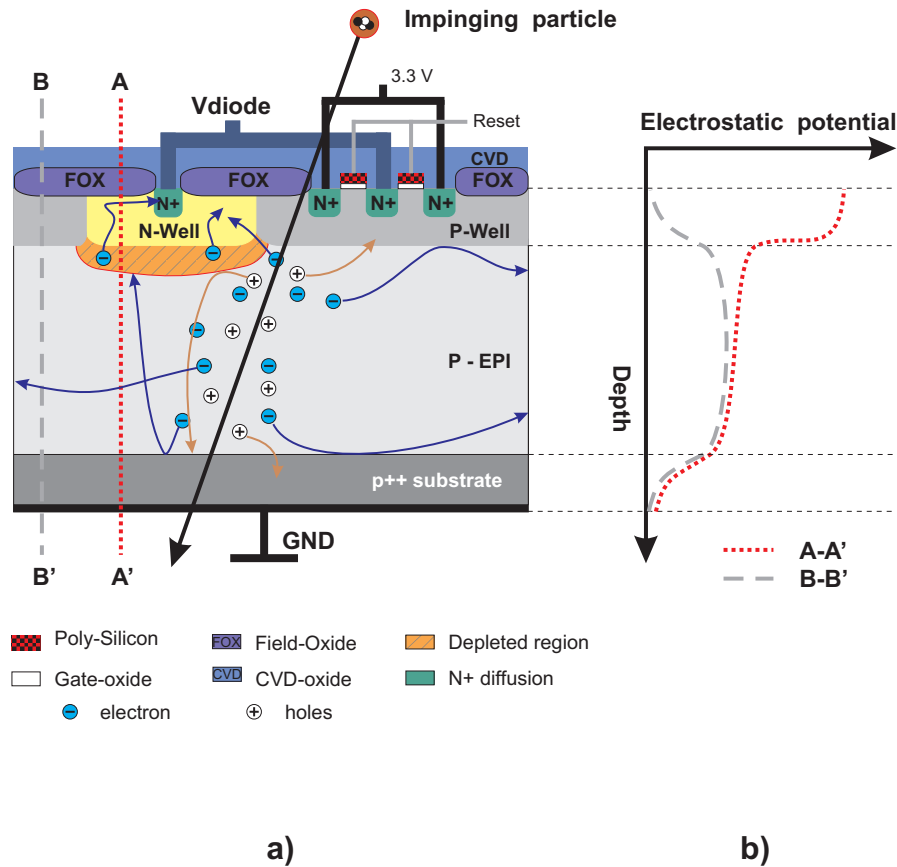 Impinging particle
B
A
3.3 V
Vdiode
Reset
Electrostatic potential
CVD
FOX
FOX
FOX
N+
N+
N+
N+
N-Well
P-Well
P - EPI
Depth
p++ substrate
GND
B'
A'
A-A'
B-B'
Poly-Silicon
FOX
Field-Oxide
Depleted region
Gate-oxide
CVD
CVD-oxide
N+ diffusion
electron
holes
a)
b)